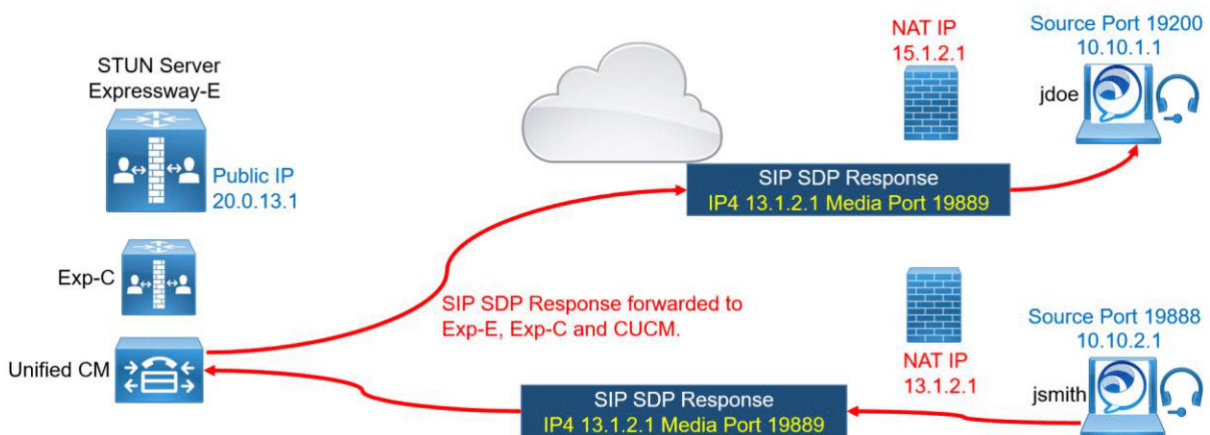 STUN Server
Expressway-E
Public IP
20.0.13.1
NAT IP
15.1.2.1
Source Port 19200
10.10.1.1
jdoe
SIP SDP Response
IP4 13.1.2.1 Media Port 19889
Exp-C
SIP SDP Response forwarded to
Exp-E, Exp-C and CUCM.
Unified CM
NAT IP
13.1.2.1
Source Port 19888
10.10.2.1
jsmith
SIP SDP Response
IP4 13.1.2.1 Media Port 19889